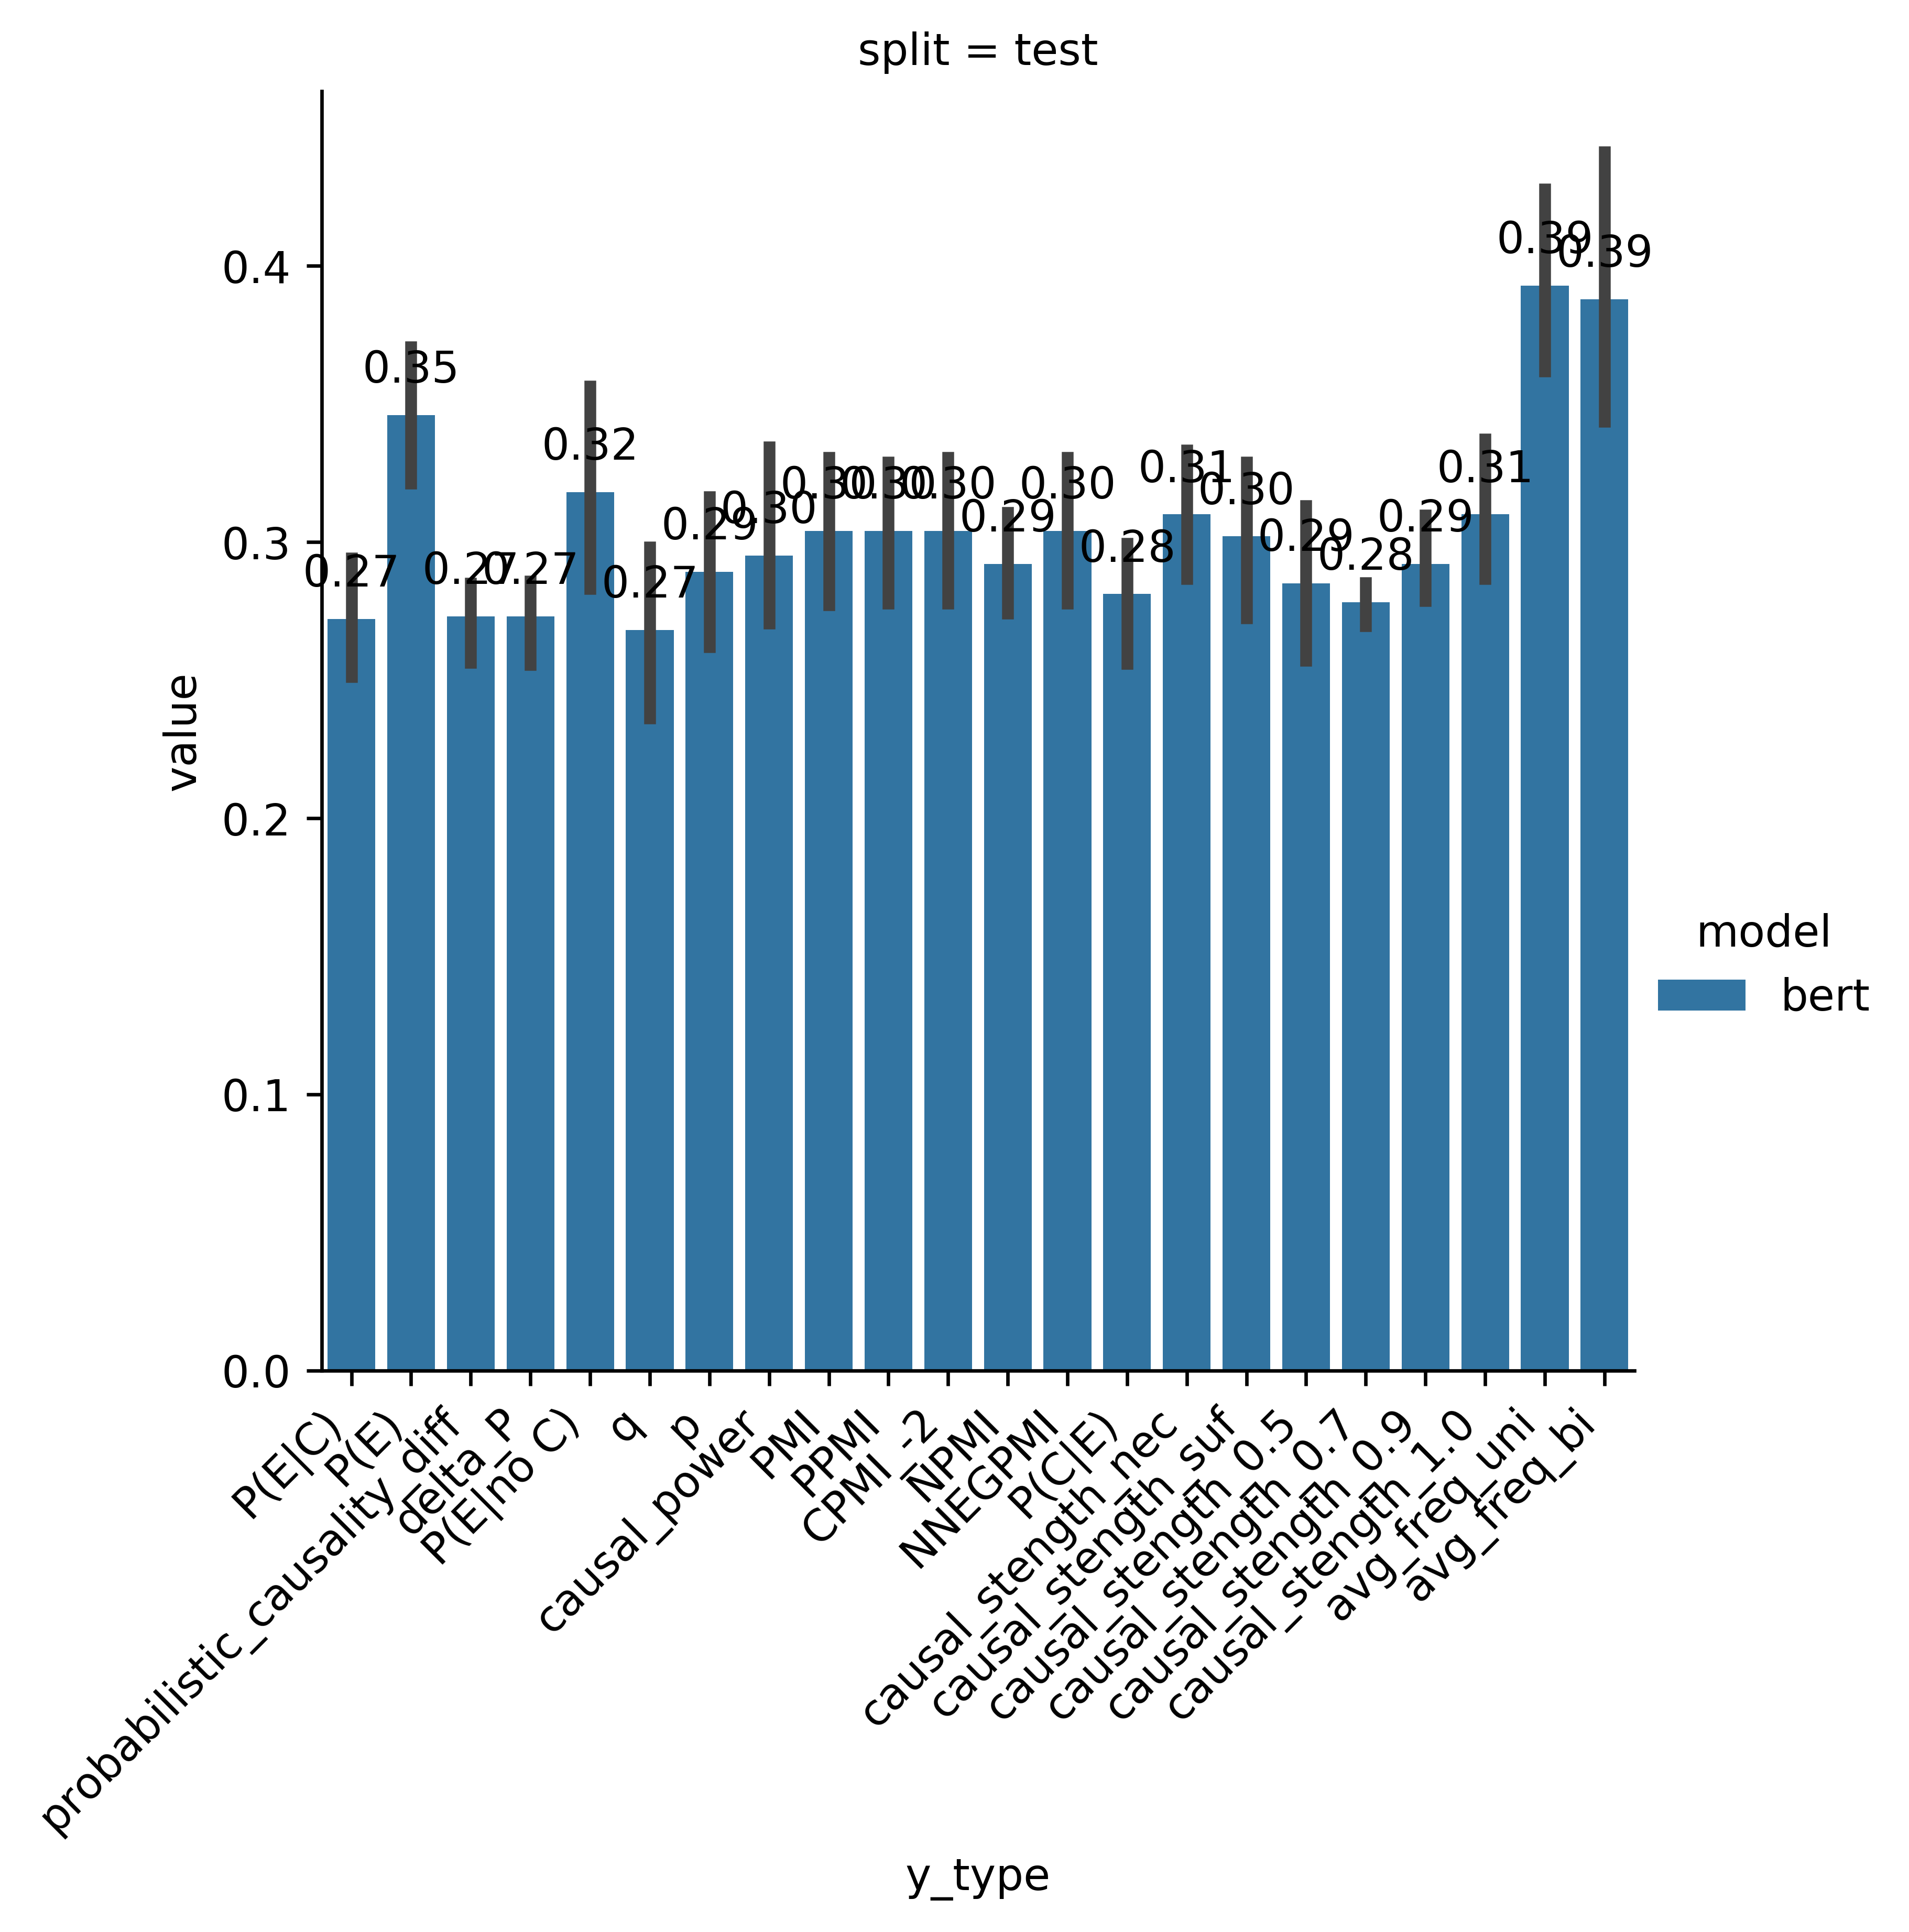 split = test
value
0.4
0.3
0.2
0.1
0.0
0.27
0.35
0.27
0.27
0.32
0.27
0.29
0.30
0.30
0.30
0.30
0.29
0.30
0.28
0.31
0.30
0.29
0.28
0.29
0.31
0.39
0.39
P(E|C)
P(E)
probabilistic_causality_diff
delta_P
P(E|no C)
q
p
causal_power
PMI
PPMI
CPMI_-2
NPMI
NNEGPMI
P(C|E)
causal_stength_nec
causal_stength_suf
causal_stength_0.5
causal_stength_0.7
causal_stength_0.9
causal_stength_1.0
avg_freq_uni
avg_freq_bi
y_type
model
bert